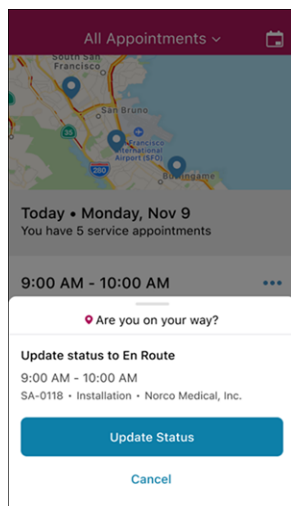 All Appointments
South San
Francisco
San Bruno
35
Francisco
International
Airport (SFO)
280
Burlingame
Today • Monday, Nov 9
You have 5 service appointments
9:00 AM - 10:00 AM
Are you on your way?
Update status to En Route
9:00 AM - 10:00 AM
SA-0118 • Installation • Norco Medical, Inc.
Update Status
Cancel